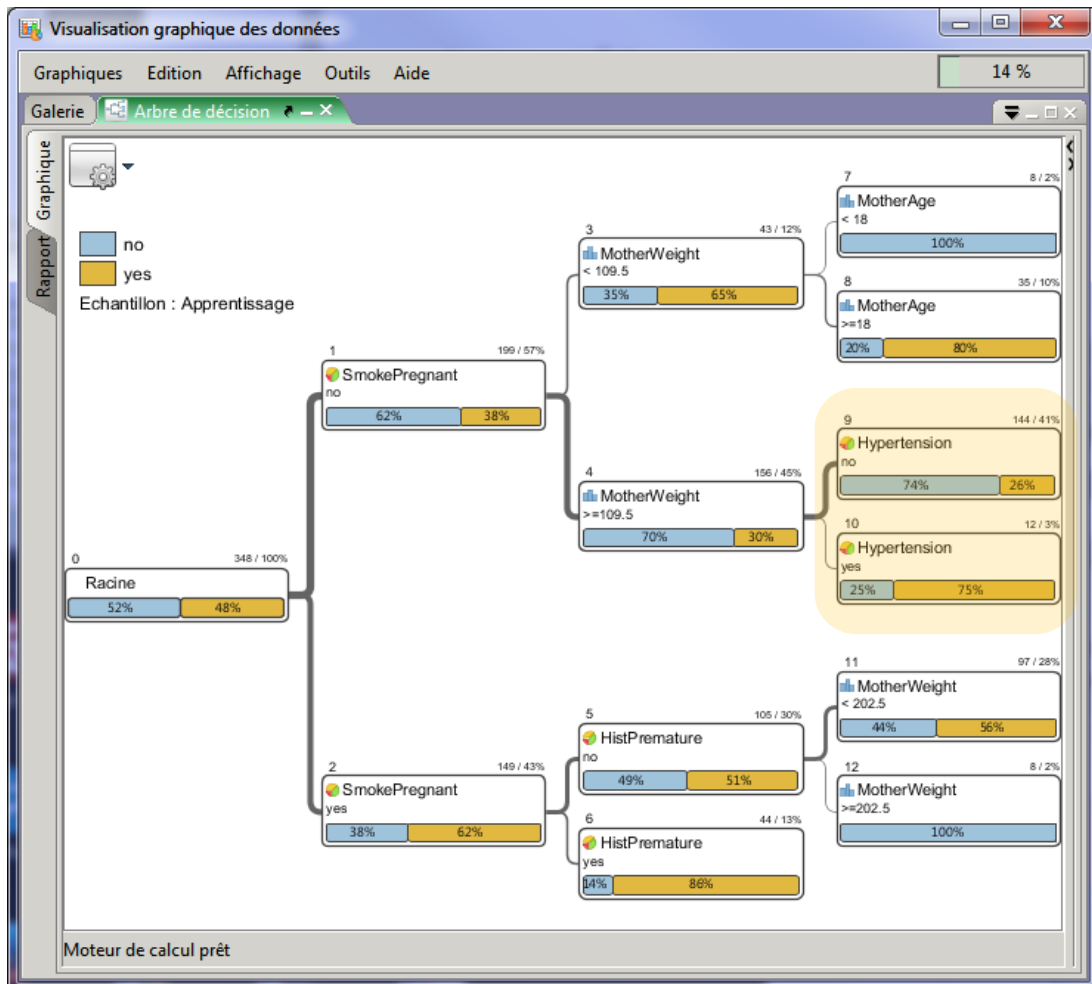 Visualisation graphique des données
Graphiques Edition Affichage Outils Aide
14 %
Galerie Arbre de décision
Graphique
Rapport
no
yes
Echantillon : Apprentissage
0 348 / 100%
Racine
52% 48%
1 199 / 57%
SmokePregnant
no
62% 38%
2 149 / 43%
SmokePregnant
yes
38% 62%
3 43 / 12%
MotherWeight
< 109.5
35% 65%
4 156 / 45%
MotherWeight
>=109.5
70% 30%
5 105 / 30%
HistPremature
no
49% 51%
6 44 / 13%
HistPremature
yes
14% 86%
7 8 / 2%
MotherAge
< 18
100%
8 35 / 10%
MotherAge
>=18
20% 80%
9 144 / 41%
Hypertension
no
74% 26%
10 12 / 3%
Hypertension
yes
25% 75%
11 97 / 28%
MotherWeight
< 202.5
44% 56%
12 8 / 2%
MotherWeight
>=202.5
100%
Moteur de calcul prêt